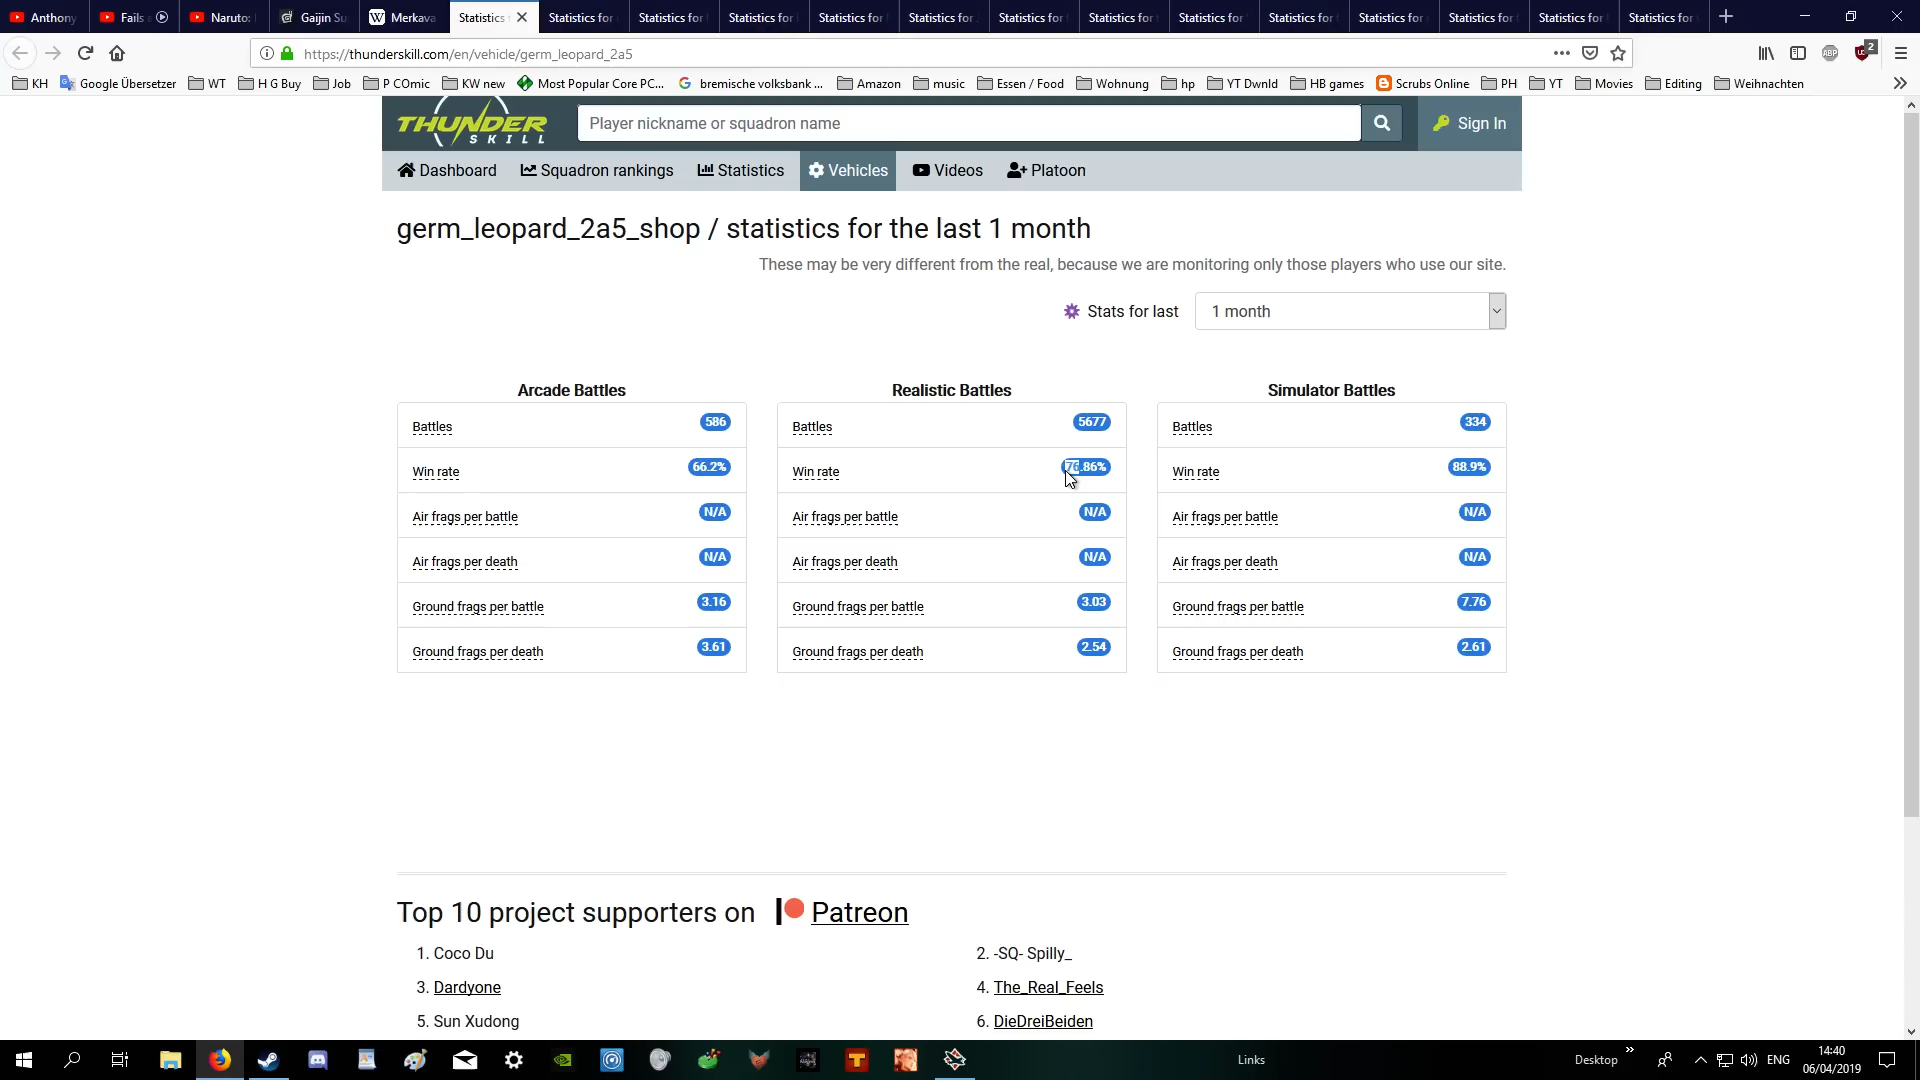 Anthony
Fails
Naruto:
Gaijin Su
Merkava
Statistics
Statistics for
Statistics for
Statistics for
Statistics for
Statistics for
Statistics for
Statistics for
Statistics for
Statistics for
Statistics for
Statistics for
Statistics for
Statistics for
https://thunderskill.com/en/vehicle/germ_leopard_2a5
ABP
2
KH
Google Übersetzer
WT
H G Buy
Job
P COmic
KW new
Most Popular Core PC...
bremische volksbank ...
Amazon
music
Essen / Food
Wohnung
hp
YT Dwnld
HB games
Scrubs Online
PH
YT
Movies
Editing
Weihnachten
THUNDER
SKILL
Player nickname or squadron name
Sign In
Dashboard
Squadron rankings
Statistics
Vehicles
Videos
Platoon
germ_leopard_2a5_shop / statistics for the last 1 month
These may be very different from the real, because we are monitoring only those players who use our site.
Stats for last
1 month
Arcade Battles
Battles 586
Win rate 66.2%
Air frags per battle N/A
Air frags per death N/A
Ground frags per battle 3.16
Ground frags per death 3.61
Realistic Battles
Battles 5677
Win rate 76.86%
Air frags per battle N/A
Air frags per death N/A
Ground frags per battle 3.03
Ground frags per death 2.54
Simulator Battles
Battles 334
Win rate 88.9%
Air frags per battle N/A
Air frags per death N/A
Ground frags per battle 7.76
Ground frags per death 2.61
Top 10 project supporters on Patreon
1. Coco Du
2. -SQ- Spilly_
3. Dardyone
4. The_Real_Feels
5. Sun Xudong
6. DieDreiBeiden
Links
Desktop
ENG
14:40
06/04/2019